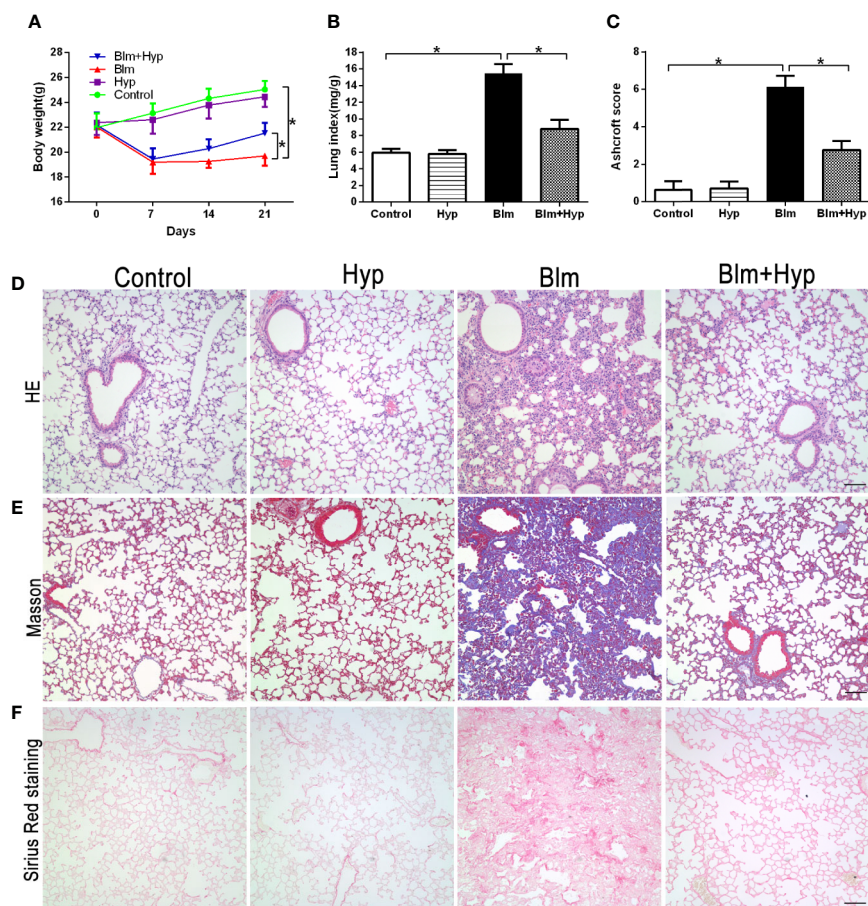 A
B
C
Body weight(g)
28
26
24
22
20
18
16
Blm+Hyp
Blm
Hyp
Control
*
*
0 7 14 21
Days
Lung index(mg/g)
18
16
14
12
10
8
6
4
2
0
* *
Control Hyp Blm Blm+Hyp
Ashcroft score
8
6
4
2
0
* *
Control Hyp Blm Blm+Hyp
Control Hyp Blm Blm+Hyp
D
HE
E
Masson
F
Sirius Red staining